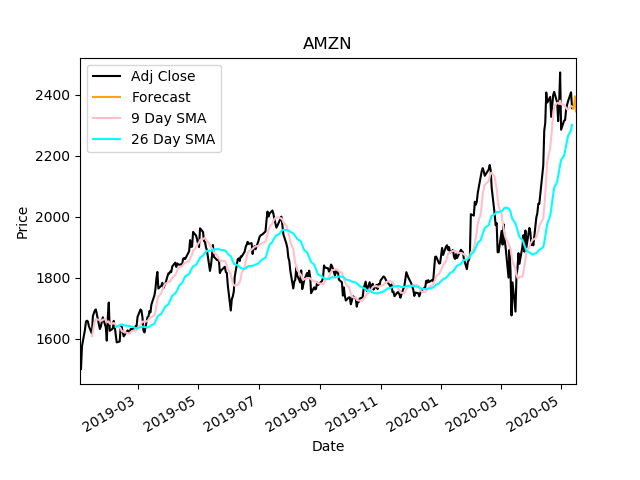 AMZN
Adj Close
Forecast
9 Day SMA
26 Day SMA
Price
2400
2200
2000
1800
1600
2019-03
2019-05
2019-07
2019-09
2019-11
2020-01
2020-03
2020-05
Date